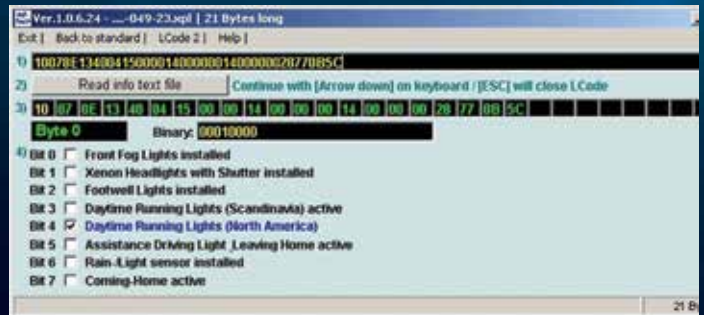 Ver.1.0.6.24 - ...-049-23.xpl | 21 Bytes long
Exit | Back to standard | LCode 2 | Help |
1) 10078E13400415000014000000140000002877085C
2) Read info text file Continue with [Arrow down] on keyboard / [ESC] will close LCode
3) 10 07 8E 13 40 04 15 00 00 14 00 00 00 14 00 00 00 28 77 08 5C
Byte 0 Binary: 00010000
4) Bit 0 Front Fog Lights installed
Bit 1 Xenon Headlights with Shutter installed
Bit 2 Footwell Lights installed
Bit 3 Daytime Running Lights (Scandinavia) active
Bit 4 Daytime Running Lights (North America)
Bit 5 Assistance Driving Light_Leaving Home active
Bit 6 Rain-/Light sensor installed
Bit 7 Coming-Home active
21 By